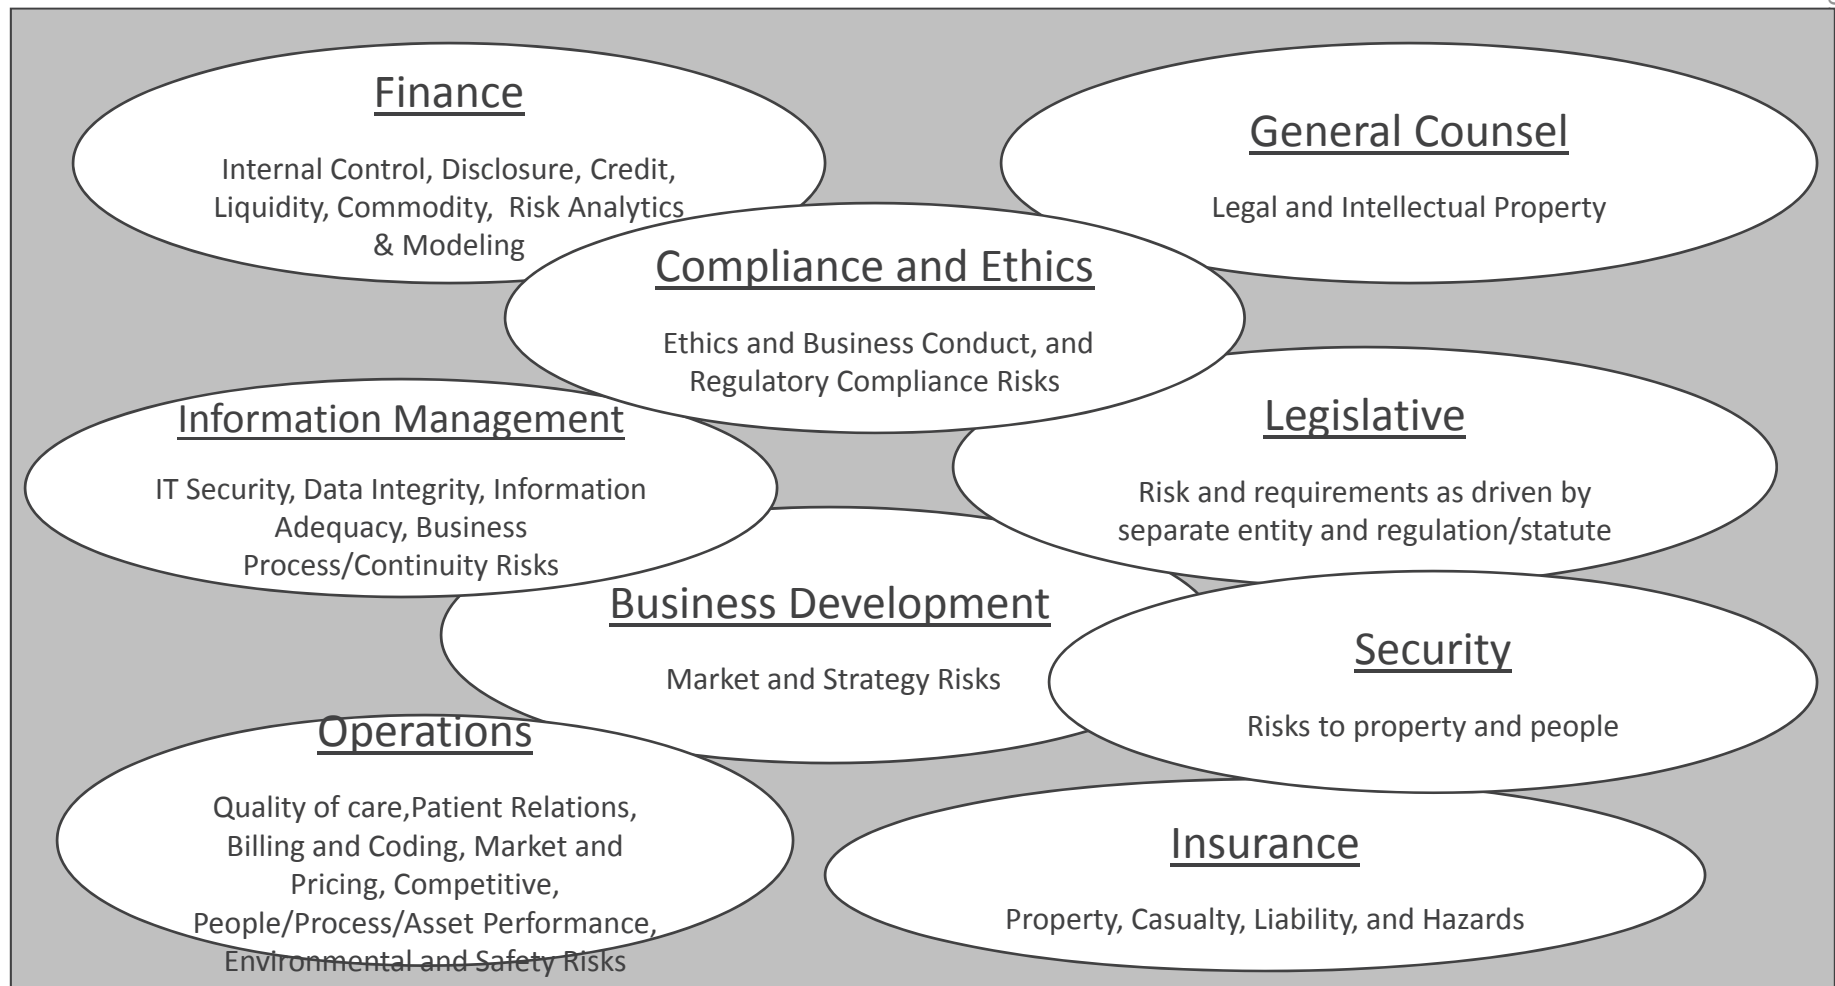 Finance
Internal Control, Disclosure, Credit,
Liquidity, Commodity,  Risk Analytics
& Modeling
General Counsel
Legal and Intellectual Property
Compliance and Ethics
Ethics and Business Conduct, and
Regulatory Compliance Risks
Information Management
IT Security, Data Integrity, Information
Adequacy, Business
Process/Continuity Risks
Legislative
Risk and requirements as driven by
separate entity and regulation/statute
Business Development
Market and Strategy Risks
Security
Risks to property and people
Operations
Quality of care,Patient Relations,
Billing and Coding, Market and
Pricing, Competitive,
People/Process/Asset Performance,
Environmental and Safety Risks
Insurance
Property, Casualty, Liability, and Hazards